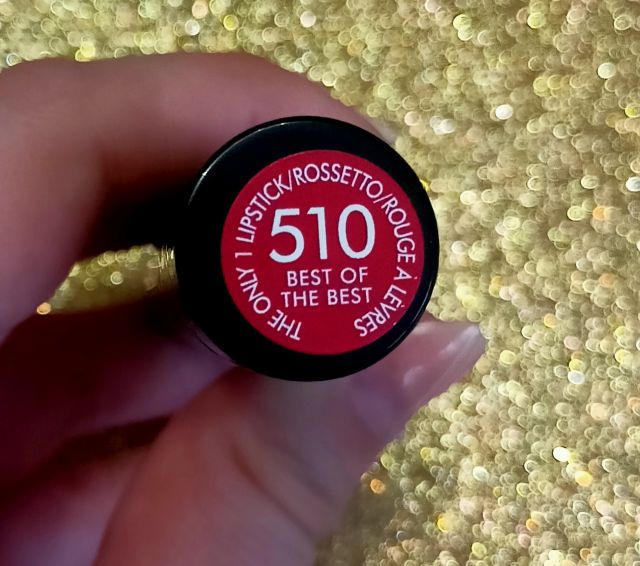 THE ONLY 1 LIPSTICK/ROSSETTO/ROUGE À LÈVRES
510
BEST OF
THE BEST